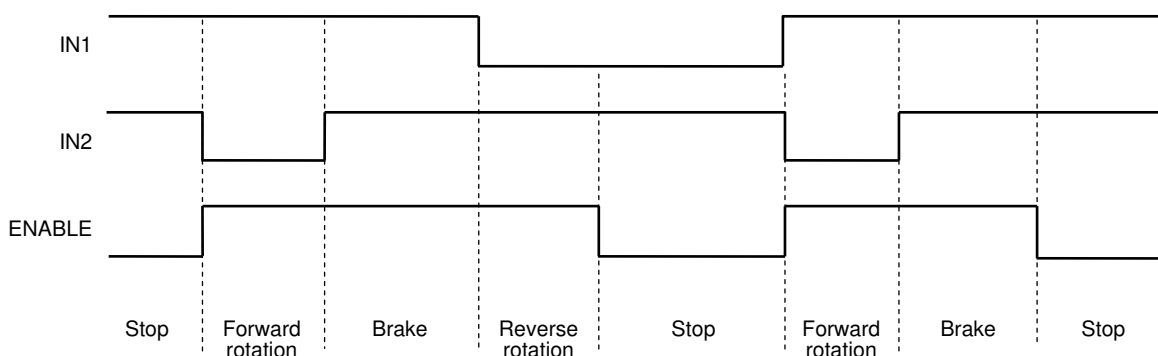 IN1
IN2
ENABLE
Stop Forward Brake Reverse Stop Forward Brake Stop
rotation rotation rotation